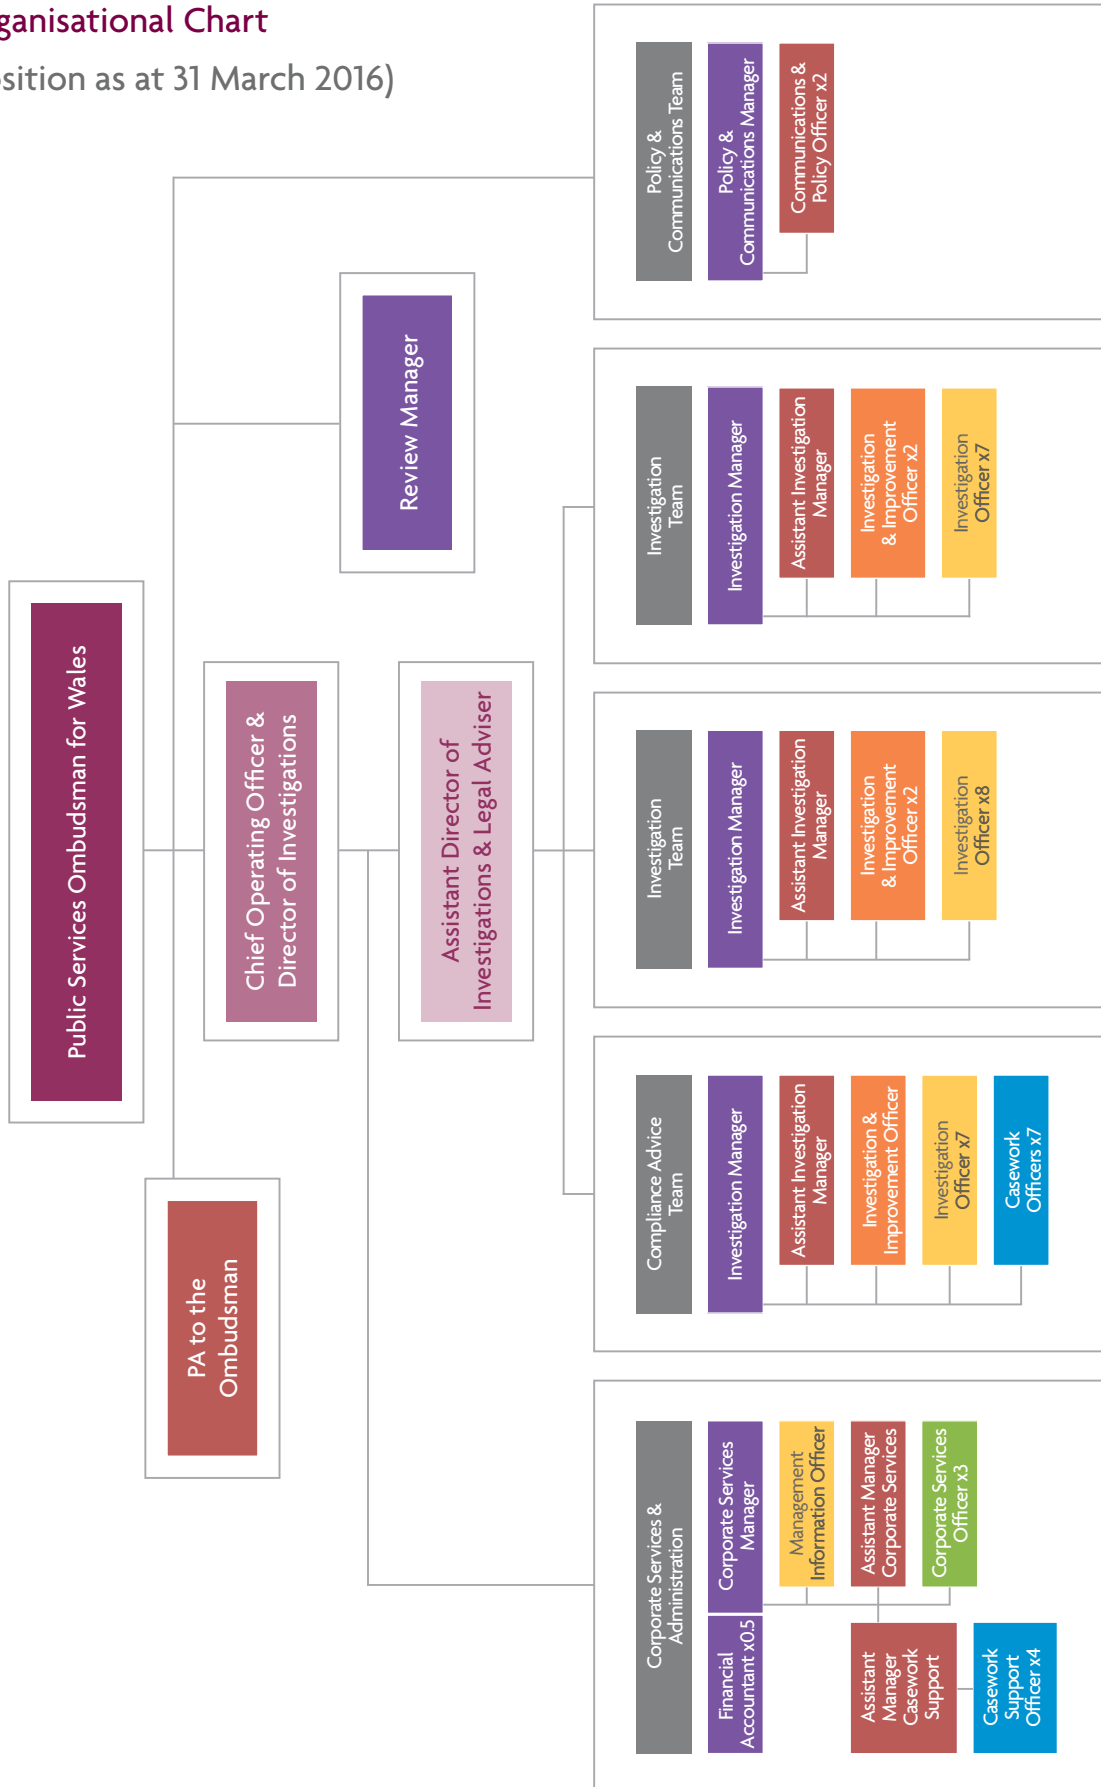 ganisational Chart
osition as at 31 March 2016)
Public Services Ombudsman for Wales
PA to the
Ombudsman
Chief Operating Officer &
Director of Investigations
Review Manager
Assistant Director of
Investigations & Legal Adviser
Corporate Services &
Administration
Financial
Accountant x0.5
Corporate Services
Manager
Management
Information Officer
Assistant Manager
Corporate Services
Corporate Services
Officer x3
Assistant
Manager
Casework
Support
Casework
Support
Officer x4
Compliance Advice
Team
Investigation Manager
Assistant Investigation
Manager
Investigation &
Improvement Officer
Investigation
Officer x7
Casework
Officers x7
Investigation
Team
Investigation Manager
Assistant Investigation
Manager
Investigation
& Improvement
Officer x2
Investigation
Officer x8
Investigation
Team
Investigation Manager
Assistant Investigation
Manager
Investigation
& Improvement
Officer x2
Investigation
Officer x7
Policy &
Communications Team
Policy &
Communications Manager
Communications &
Policy Officer x2